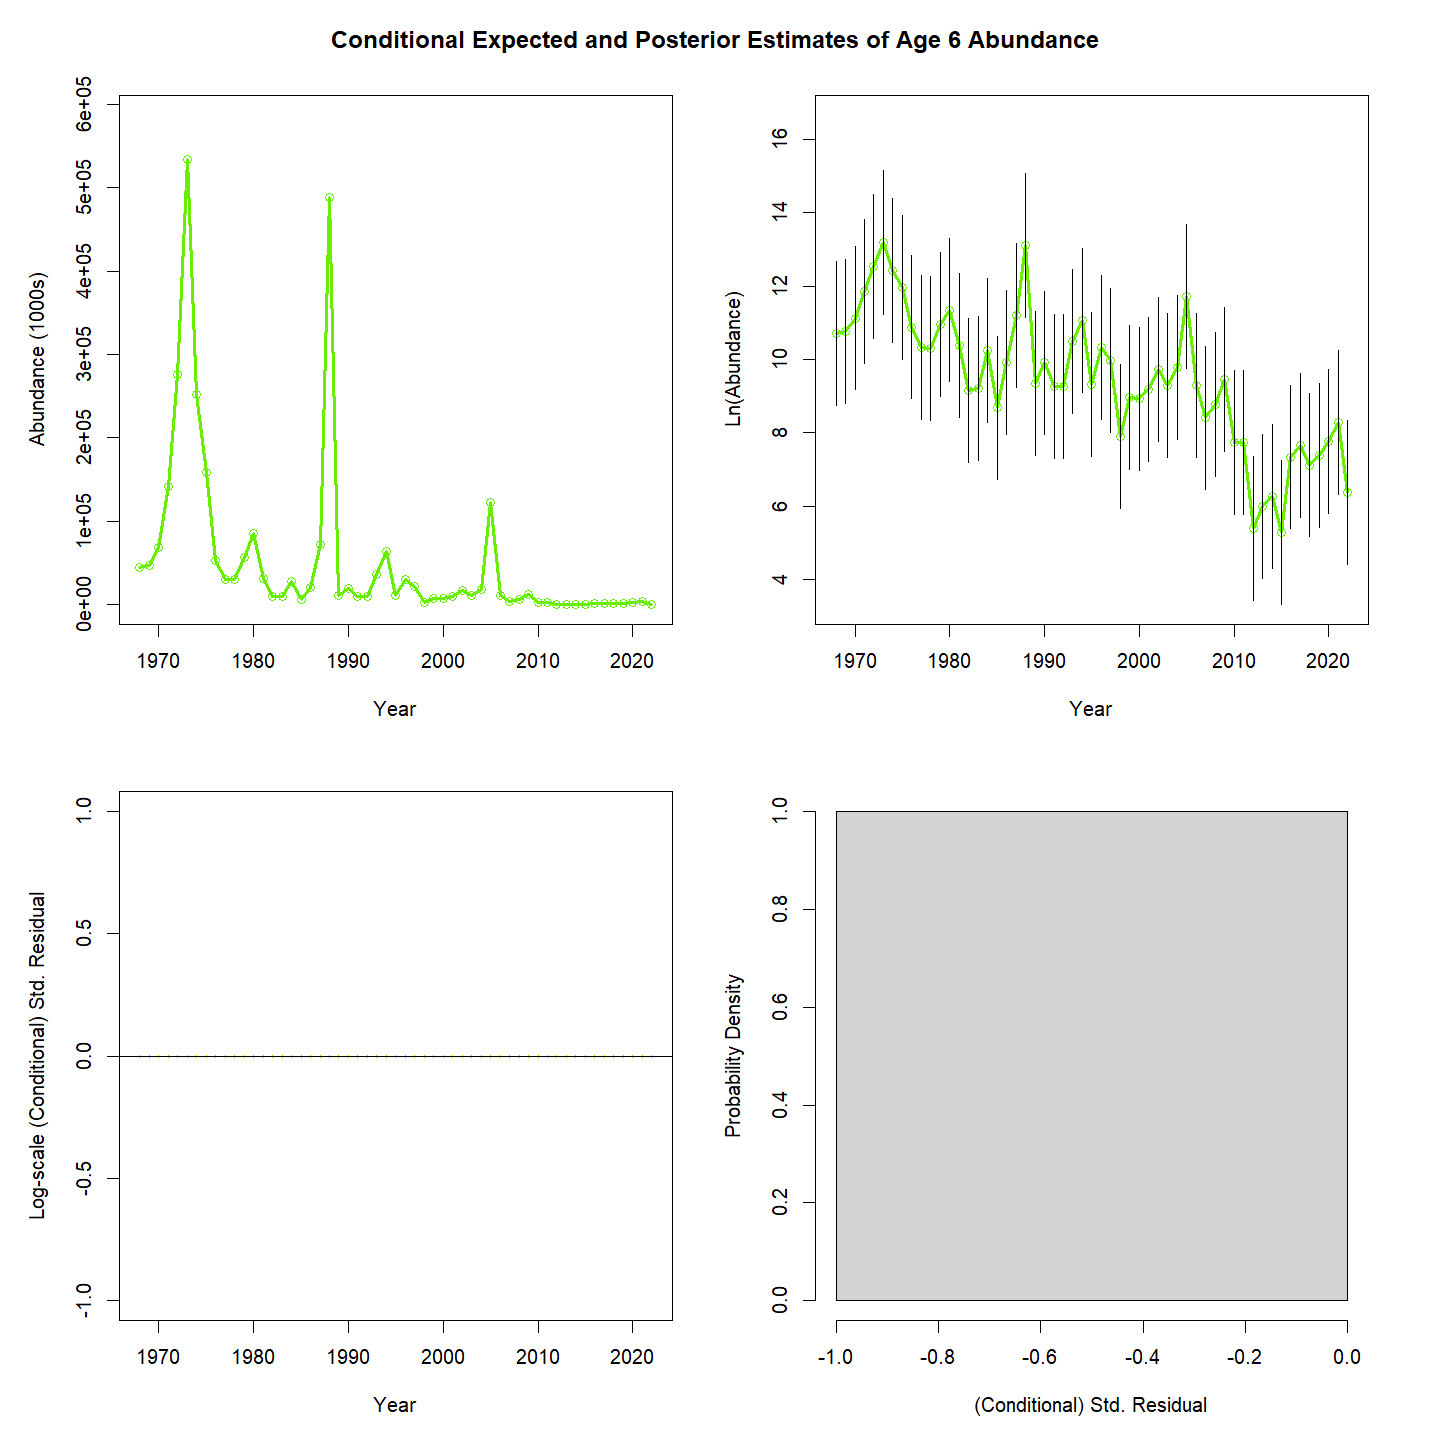 Conditional Expected and Posterior Estimates of Age 6 Abundance
Abundance (1000s)
6e+05
5e+05
4e+05
3e+05
2e+05
1e+05
0e+00
1970 1980 1990 2000 2010 2020
Year
Ln(Abundance)
16
14
12
10
8
6
4
1970 1980 1990 2000 2010 2020
Year
Log-scale (Conditional) Std. Residual
1.0
0.5
0.0
-0.5
-1.0
1970 1980 1990 2000 2010 2020
Year
Probability Density
1.0
0.8
0.6
0.4
0.2
0.0
-1.0 -0.8 -0.6 -0.4 -0.2 0.0
(Conditional) Std. Residual